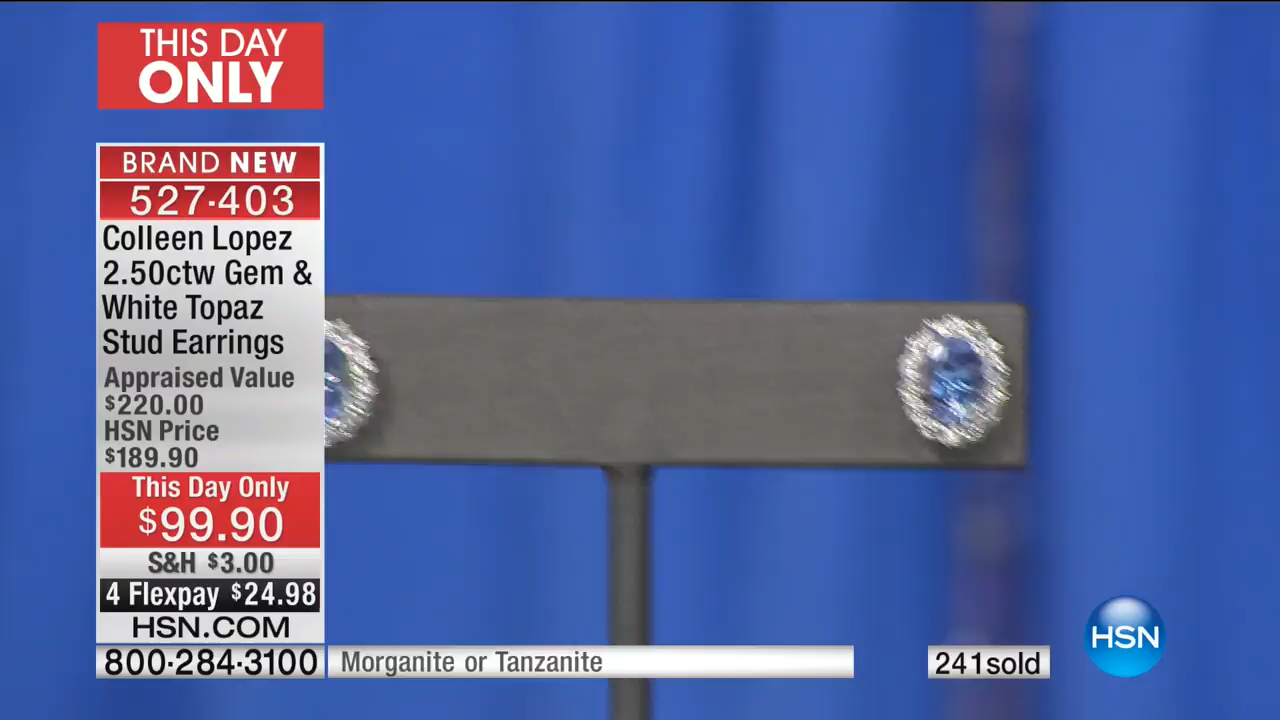 THIS DAY
ONLY
BRAND NEW
527·403
Colleen Lopez
2.50ctw Gem &
White Topaz
Stud Earrings
Appraised Value
$220.00
HSN Price
$189.90
This Day Only
$99.90
S&H $3.00
4 Flexpay $24.98
HSN.COM
800·284·3100
Morganite or Tanzanite
241sold
HSN